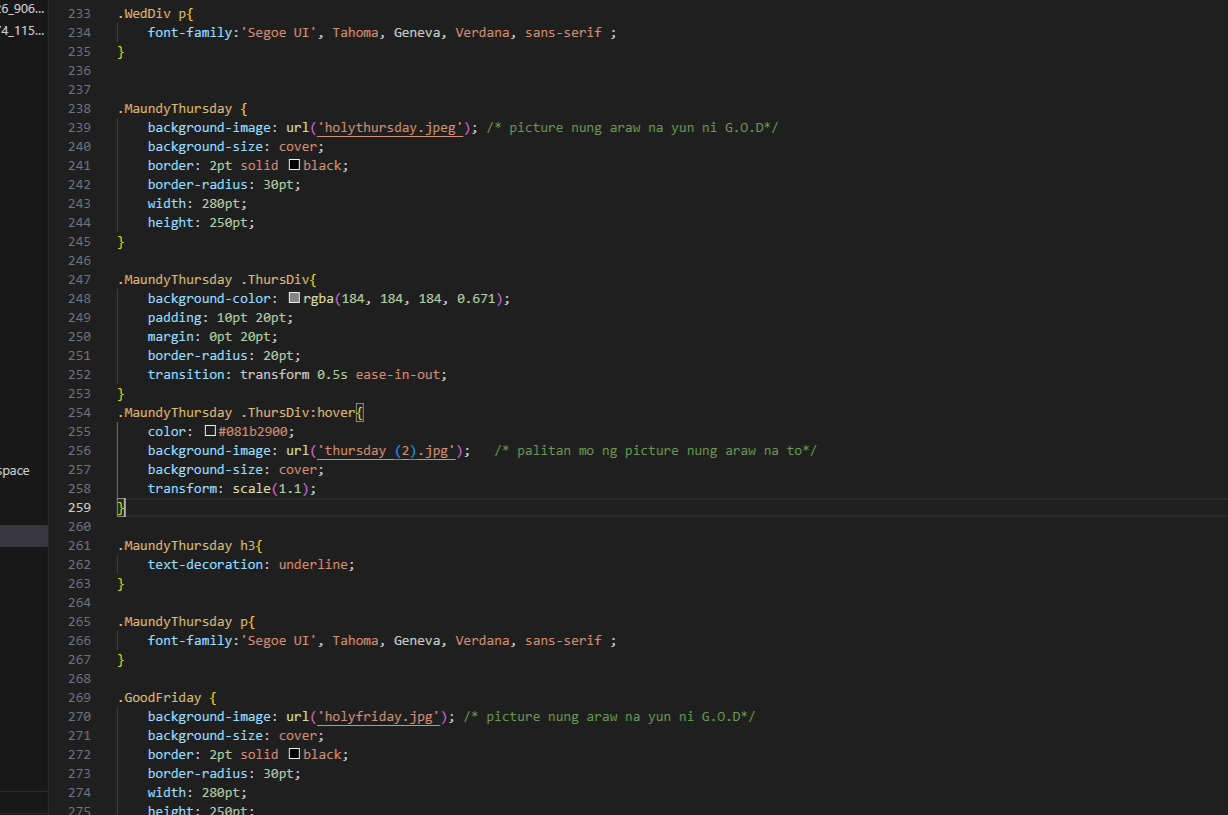 26_906...
4_115...
space
233 .WedDiv p{
234 font-family:'Segoe UI', Tahoma, Geneva, Verdana, sans-serif ;
235 }
236
237
238 .MaundyThursday {
239 background-image: url('holythursday.jpeg'); /* picture nung araw na yun ni G.O.D*/
240 background-size: cover;
241 border: 2pt solid black;
242 border-radius: 30pt;
243 width: 280pt;
244 height: 250pt;
245 }
246
247 .MaundyThursday .ThursDiv{
248 background-color: rgba(184, 184, 184, 0.671);
249 padding: 10pt 20pt;
250 margin: 0pt 20pt;
251 border-radius: 20pt;
252 transition: transform 0.5s ease-in-out;
253 }
254 .MaundyThursday .ThursDiv:hover{
255 color: #081b2900;
256 background-image: url('thursday (2).jpg'); /* palitan mo ng picture nung araw na to*/
257 background-size: cover;
258 transform: scale(1.1);
259 }
260
261 .MaundyThursday h3{
262 text-decoration: underline;
263 }
264
265 .MaundyThursday p{
266 font-family:'Segoe UI', Tahoma, Geneva, Verdana, sans-serif ;
267 }
268
269 .GoodFriday {
270 background-image: url('holyfriday.jpg'); /* picture nung araw na yun ni G.O.D*/
271 background-size: cover;
272 border: 2pt solid black;
273 border-radius: 30pt;
274 width: 280pt;
275 height: 250pt;